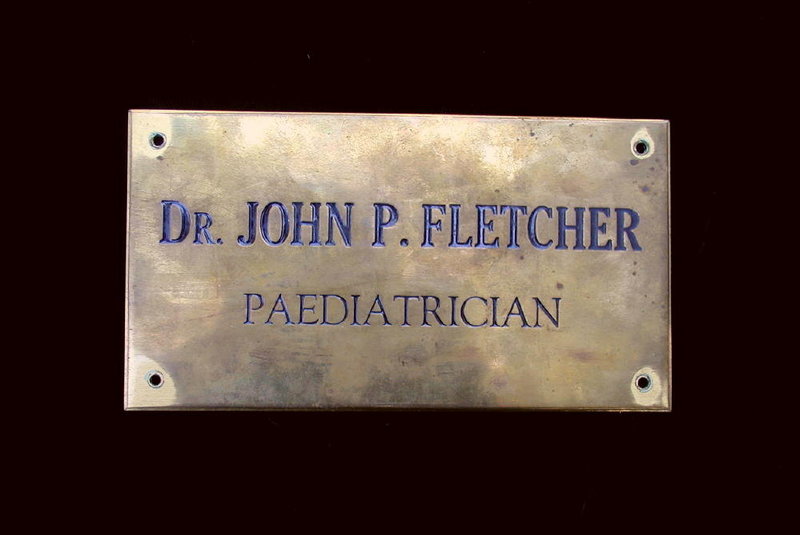 DR. JOHN P. FLETCHER
PAEDIATRICIAN